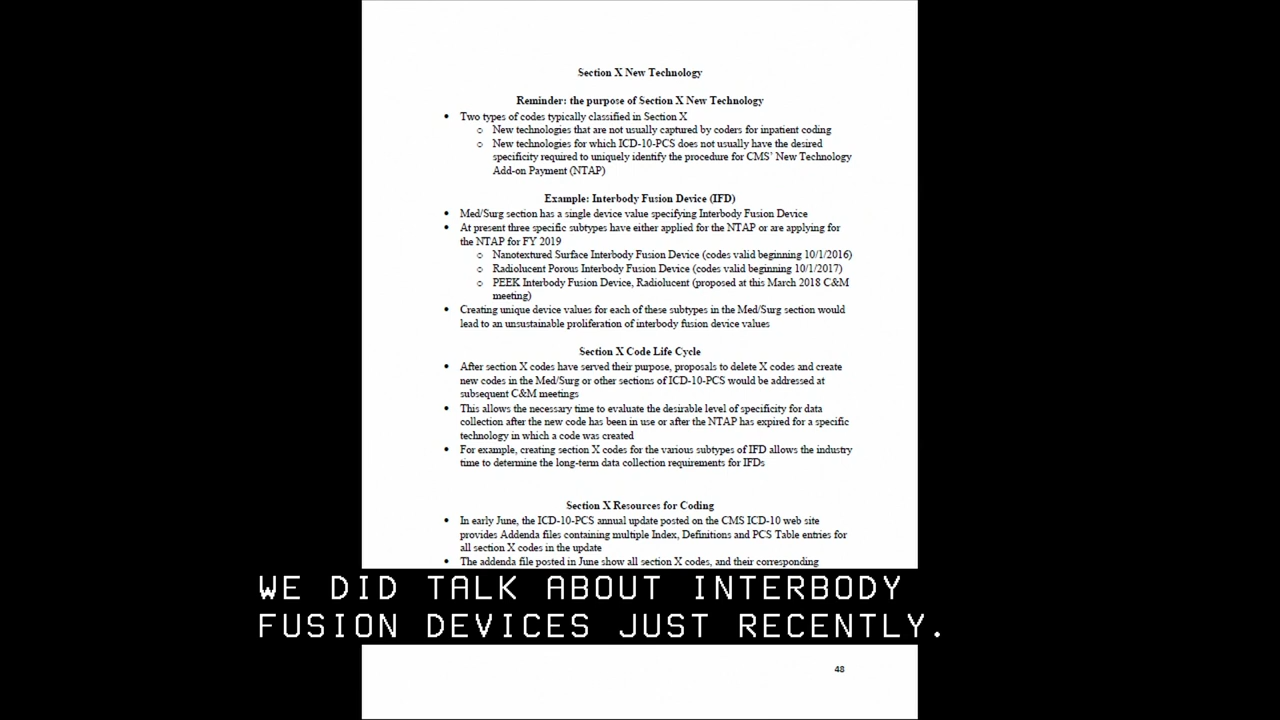 Section X New Technology
Reminder: the purpose of Section X New Technology
• Two types of codes typically classified in Section X
o New technologies that are not usually captured by coders for inpatient coding
o New technologies for which ICD-10-PCS does not usually have the desired
specificity required to uniquely identify the procedure for CMS' New Technology
Add-on Payment (NTAP)
Example: Interbody Fusion Device (IFD)
• Med/Surg section has a single device value specifying Interbody Fusion Device
• At present three specific subtypes have either applied for the NTAP or are applying for
the NTAP for FY 2019
o Nanotextured Surface Interbody Fusion Device (codes valid beginning 10/1/2016)
o Radiolucent Porous Interbody Fusion Device (codes valid beginning 10/1/2017)
o PEEK Interbody Fusion Device, Radiolucent (proposed at this March 2018 C&M
meeting)
• Creating unique device values for each of these subtypes in the Med/Surg section would
lead to an unsustainable proliferation of interbody fusion device values
Section X Code Life Cycle
• After section X codes have served their purpose, proposals to delete X codes and create
new codes in the Med/Surg or other sections of ICD-10-PCS would be addressed at
subsequent C&M meetings
• This allows the necessary time to evaluate the desirable level of specificity for data
collection after the new code has been in use or after the NTAP has expired for a specific
technology in which a code was created
• For example, creating section X codes for the various subtypes of IFD allows the industry
time to determine the long-term data collection requirements for IFDs
Section X Resources for Coding
• In early June, the ICD-10-PCS annual update posted on the CMS ICD-10 web site
provides Addenda files containing multiple Index, Definitions and PCS Table entries for
all section X codes in the update
• The addenda file posted in June show all section X codes, and their corresponding
WE DID TALK ABOUT INTERBODY
FUSION DEVICES JUST RECENTLY.
48